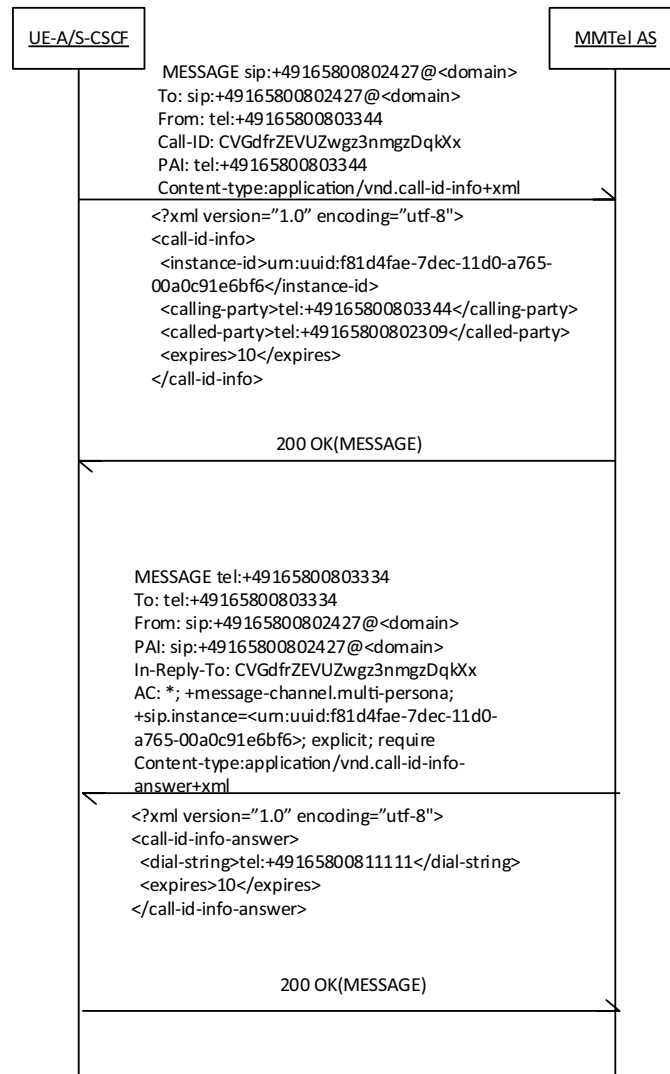 UE-A/S-CSCF
MMTel AS
MESSAGE sip:+49165800802427@<domain>
To: sip:+49165800802427@<domain>
From: tel:+49165800803344
Call-ID: CVGdfrZEVUZwgz3nmgzDqkXx
PAI: tel:+49165800803344
Content-type:application/vnd.call-id-info+xml
<?xml version=”1.0” encoding=”utf-8">
<call-id-info>
<instance-id>urn:uuid:f81d4fae-7dec-11d0-a765-
00a0c91e6bf6</instance-id>
<calling-party>tel:+49165800803344</calling-party>
<called-party>tel:+49165800802309</called-party>
<expires>10</expires>
</call-id-info>
200 OK(MESSAGE)
MESSAGE tel:+49165800803334
To: tel:+49165800803334
From: sip:+49165800802427@<domain>
PAI: sip:+49165800802427@<domain>
In-Reply-To: CVGdfrZEVUZwgz3nmgzDqkXx
AC: *; +message-channel.multi-persona;
+sip.instance=<urn:uuid:f81d4fae-7dec-11d0-
a765-00a0c91e6bf6>; explicit; require
Content-type:application/vnd.call-id-info-
answer+xml
<?xml version=”1.0” encoding=”utf-8">
<call-id-info-answer>
<dial-string>tel:+49165800811111</dial-string>
<expires>10</expires>
</call-id-info-answer>
200 OK(MESSAGE)